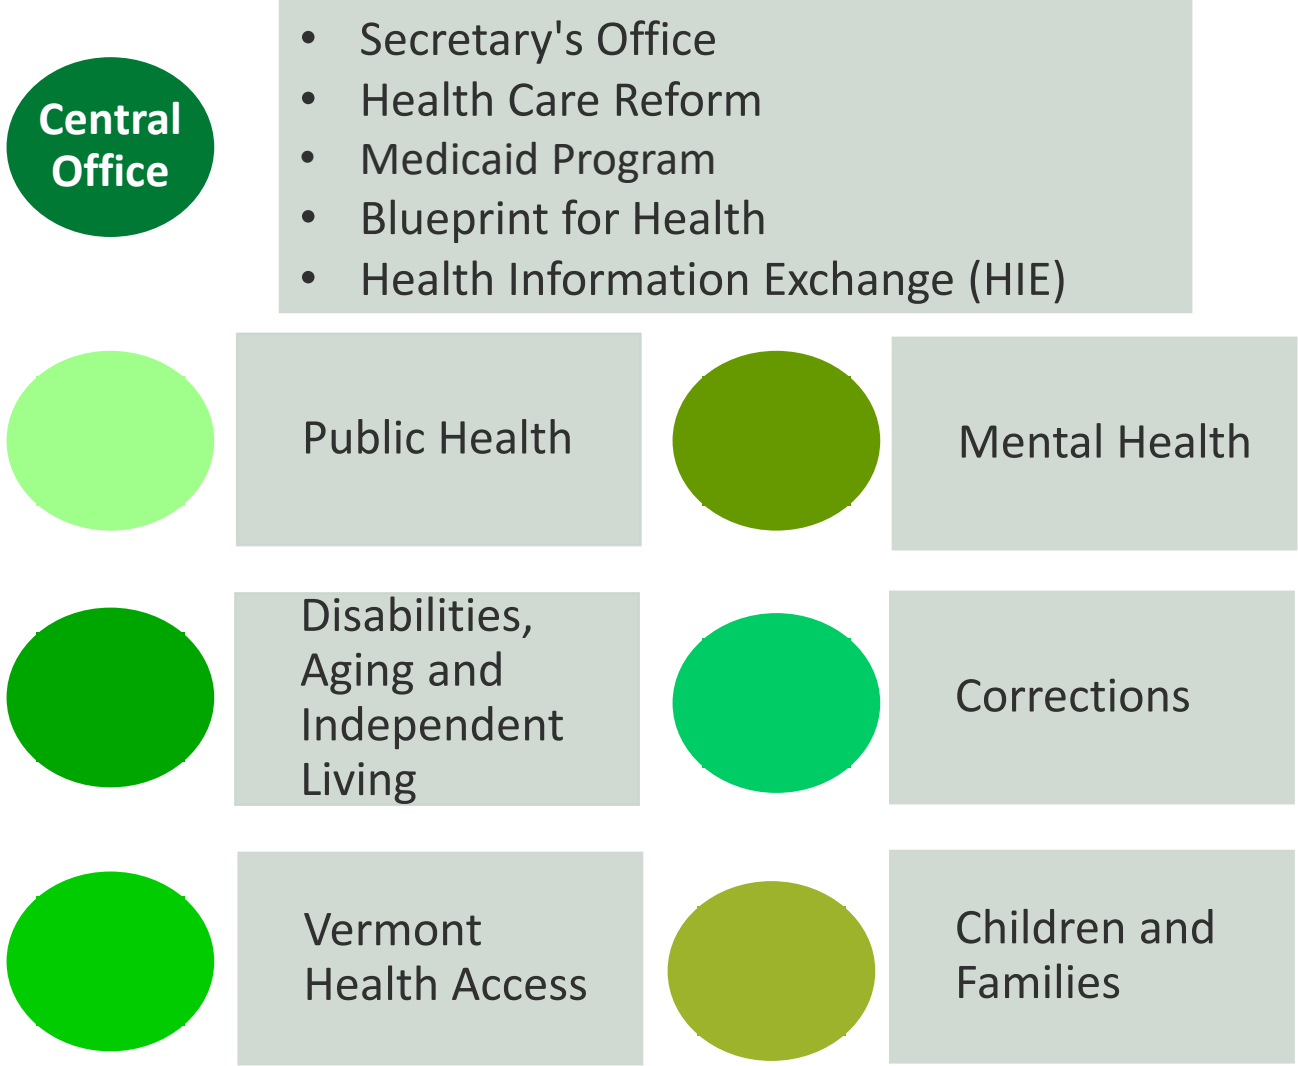 Central
Office
• Secretary's Office
• Health Care Reform
• Medicaid Program
• Blueprint for Health
• Health Information Exchange (HIE)
Public Health
Mental Health
Disabilities,
Aging and
Independent
Living
Corrections
Vermont
Health Access
Children and
Families